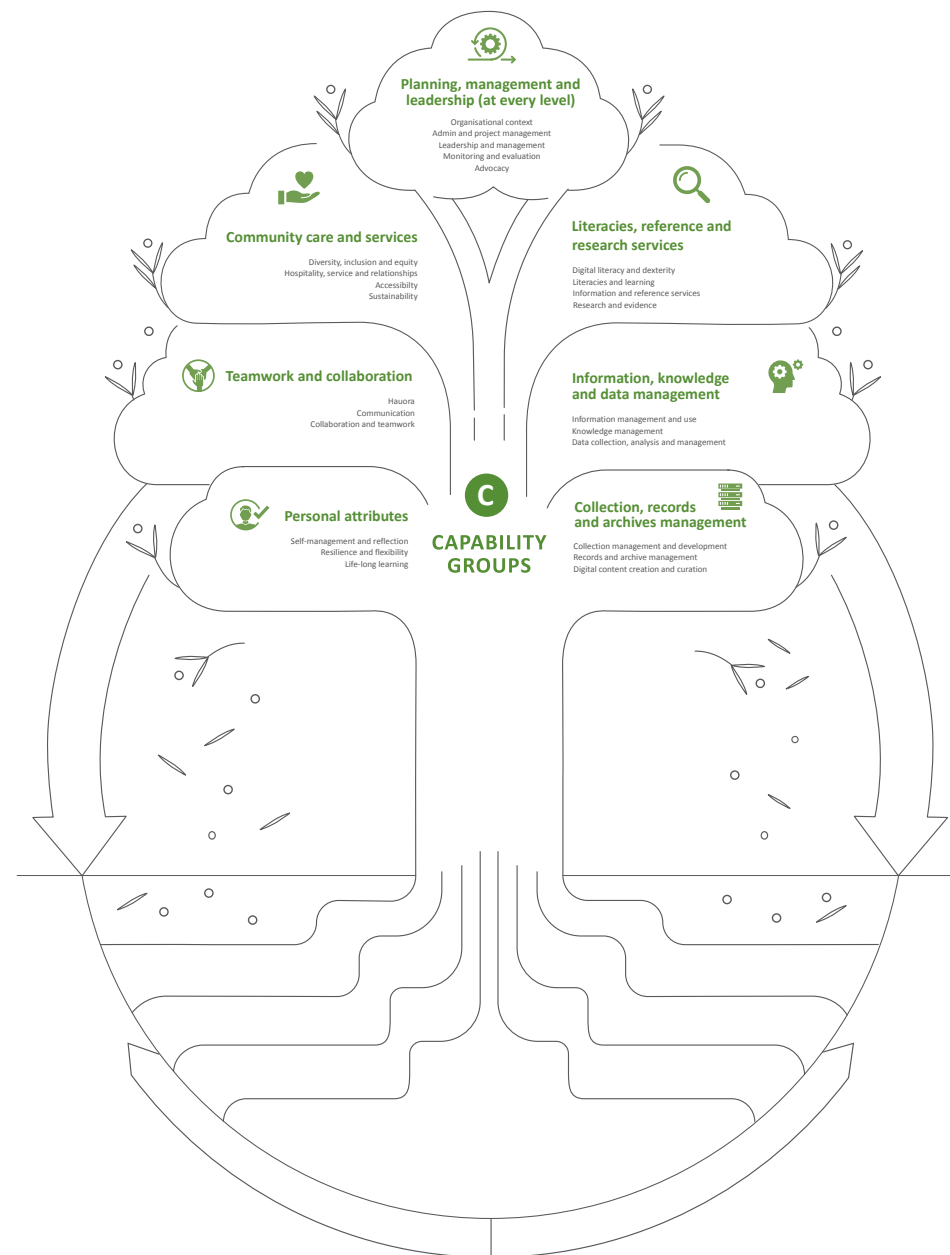 Planning, management and
leadership (at every level)
Organisational context
Admin and project management
Leadership and management
Monitoring and evaluation
Advocacy
Community care and services
Diversity, inclusion and equity
Hospitality, service and relationships
Accessibilty
Sustainability
Literacies, reference and
research services
Digital literacy and dexterity
Literacies and learning
Information and reference services
Research and evidence
Teamwork and collaboration
Hauora
Communication
Collaboration and teamwork
Information, knowledge
and data management
Information management and use
Knowledge management
Data collection, analysis and management
Personal attributes
Self-management and reflection
Resilience and flexibility
Life-long learning
C
CAPABILITY
GROUPS
Collection, records
and archives management
Collection management and development
Records and archive management
Digital content creation and curation